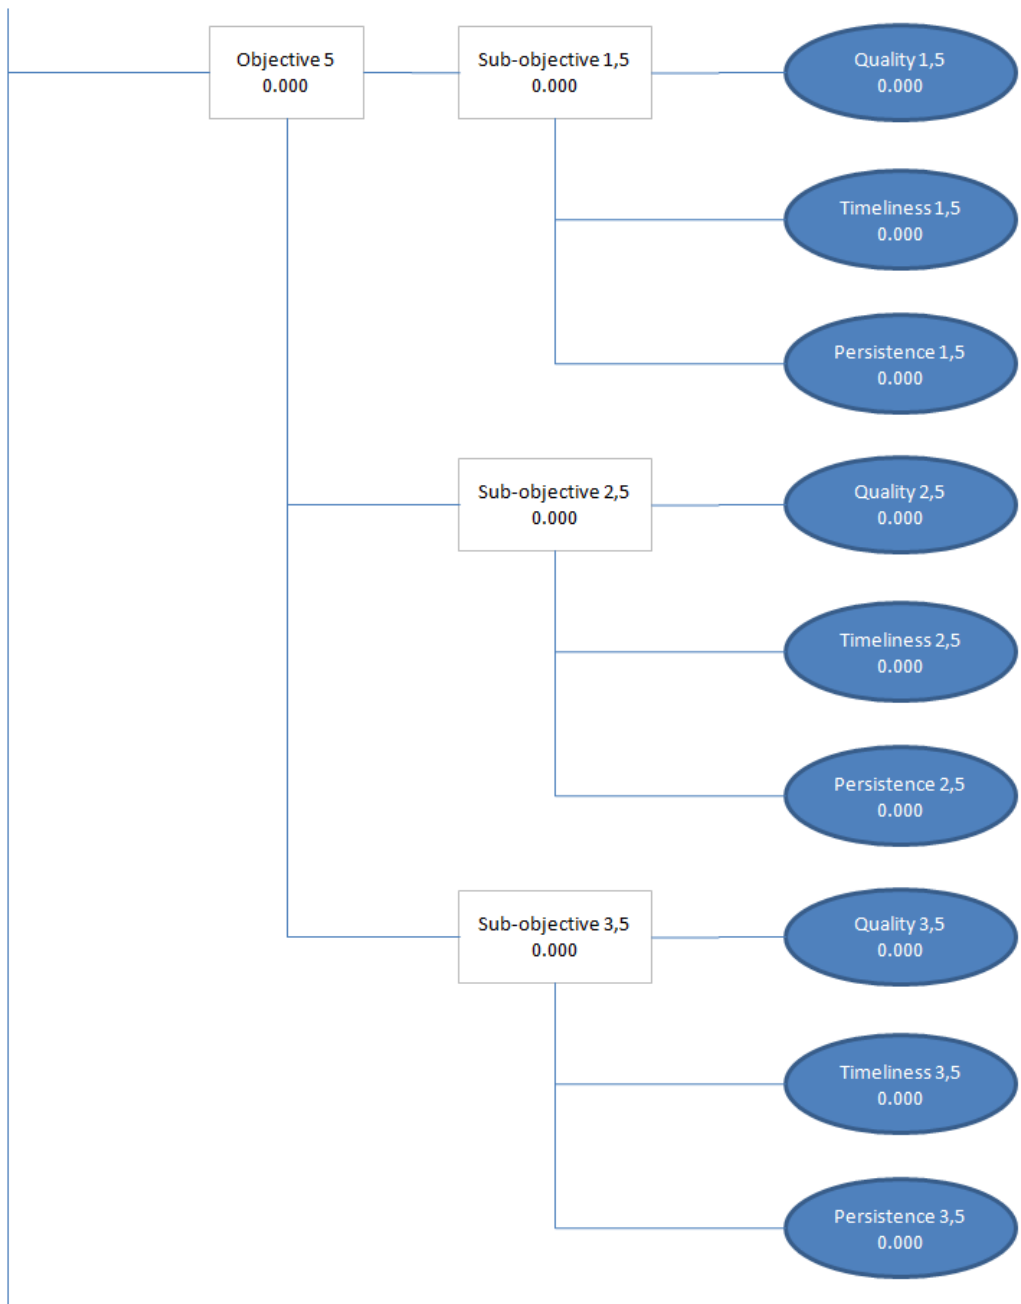 Objective 5
0.000
Sub-objective 1,5
0.000
Quality 1,5
0.000
Timeliness 1,5
0.000
Persistence 1,5
0.000
Sub-objective 2,5
0.000
Quality 2,5
0.000
Timeliness 2,5
0.000
Persistence 2,5
0.000
Sub-objective 3,5
0.000
Quality 3,5
0.000
Timeliness 3,5
0.000
Persistence 3,5
0.000